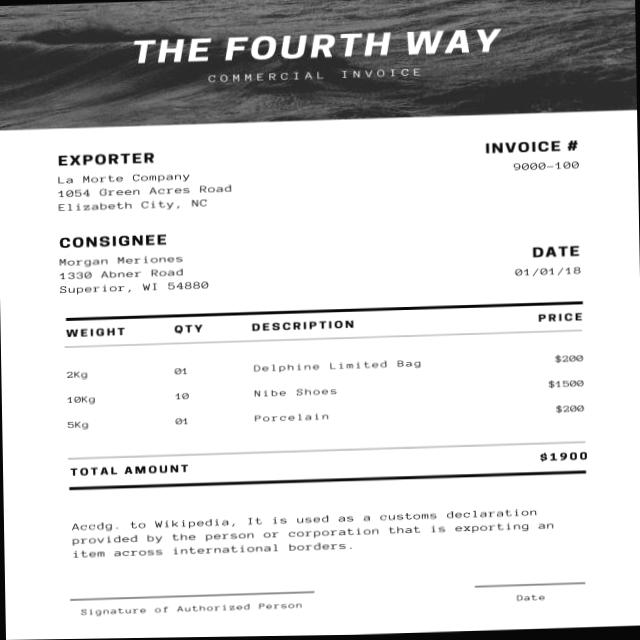 THE FOURTH WAY
COMMERCIAL INVOICE
EXPORTER
La Morte Company
1054 Green Acres Road
Elizabeth City, NC
INVOICE #
9000-100
CONSIGNEE
Morgan Meriones
1330 Abner Road
Superior, WI 54880
DATE
01/01/18
WEIGHT QTY DESCRIPTION PRICE
2Kg 01 Delphine Limited Bag $200
10Kg 10 Nibe Shoes $1500
5Kg 01 Porcelain $200
TOTAL AMOUNT $1900
Accdg. to Wikipedia, It is used as a customs declaration
provided by the person or corporation that is exporting an
item across international borders.
Signature of Authorized Person
Date